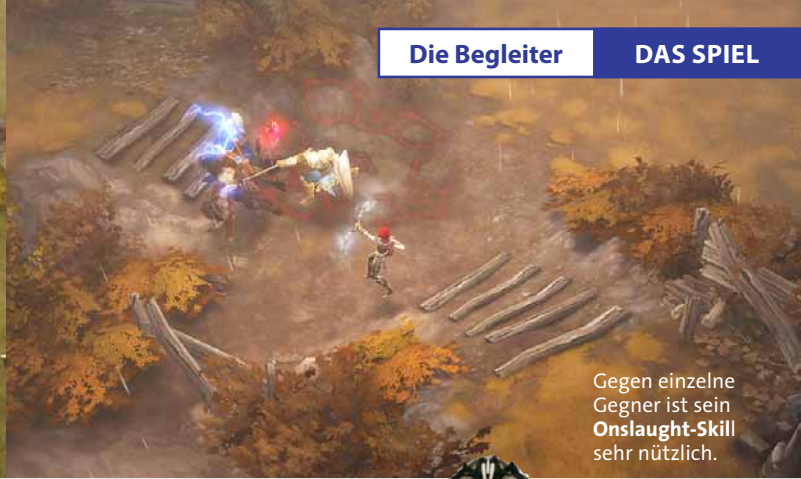 Die Begleiter DAS SPIEL
Gegen einzelne
Gegner ist sein
Onslaught-Skill
sehr nützlich.